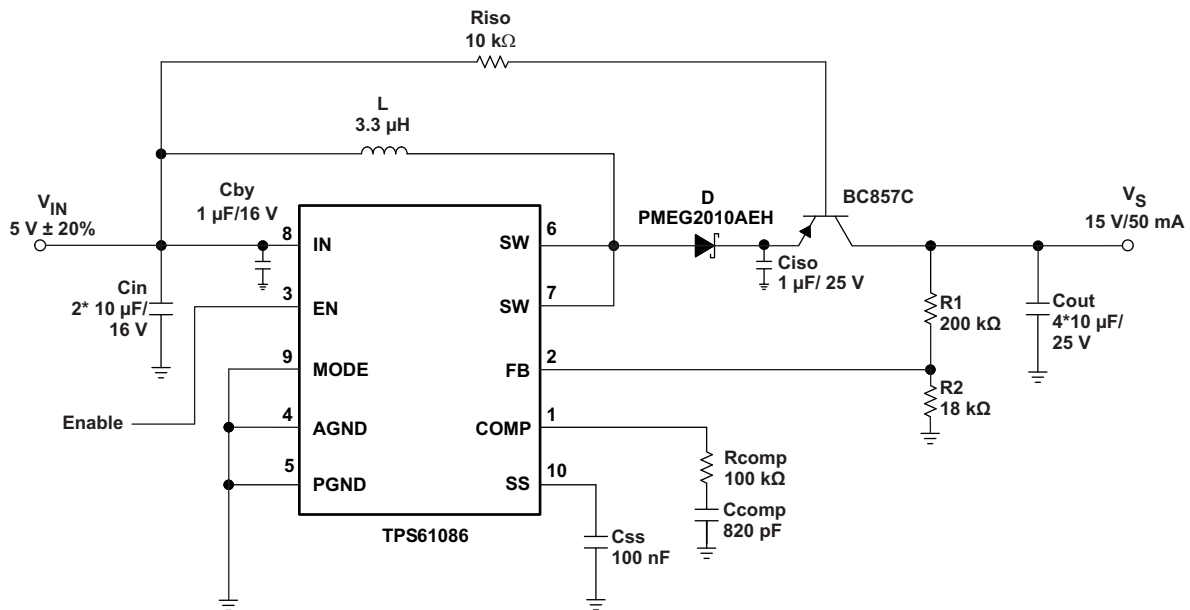 Riso
10 kΩ
L
3.3 µH
Cby
1 µF/16 V
VIN
5 V ± 20%
D
PMEG2010AEH
BC857C
VS
15 V/50 mA
8
IN
SW
6
Cin
2* 10 µF/
16 V
3
EN
SW
7
Ciso
1 µF/ 25 V
R1
200 kΩ
Cout
4*10 µF/
25 V
9
MODE
FB
2
R2
18 kΩ
Enable
4
AGND
COMP
1
Rcomp
100 kΩ
5
PGND
SS
10
Ccomp
820 pF
TPS61086
Css
100 nF